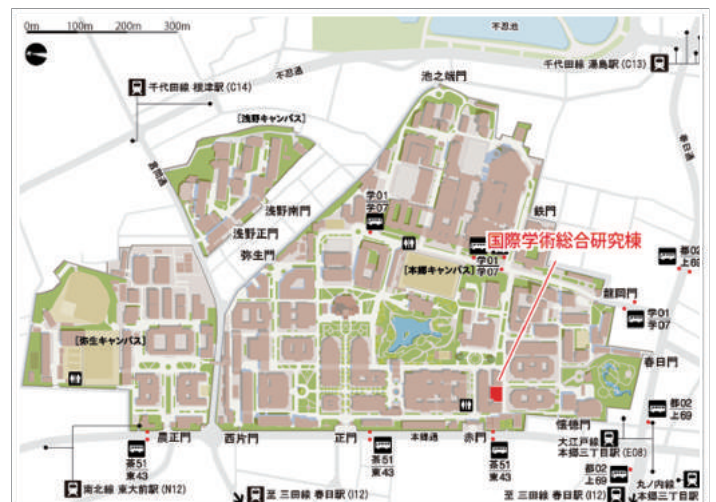 0m 100m 200m 300m
不忍池
千代田線 湯島駅(C13)
不忍通
池之端門
千代田線 根津駅(C14)
[浅野キャンパス]
言問通
春日通
学01
学07
浅野南門
鉄門
浅野正門
弥生門
国際学術総合研究棟
都02
上69
[本郷キャンパス]
学01
学07
龍岡門
学01
学07
[弥生キャンパス]
春日門
都02
上69
懐徳門
農正門
西片門
正門
本郷通
赤門
大江戸線
本郷三丁目駅(E08)
茶51
東43
茶51
東43
茶51
東43
都02
上69
丸ノ内線
本郷三丁目駅
南北線 東大前駅(N12)
至 三田線 春日駅(I12)
至 三田線 春日駅(I12)